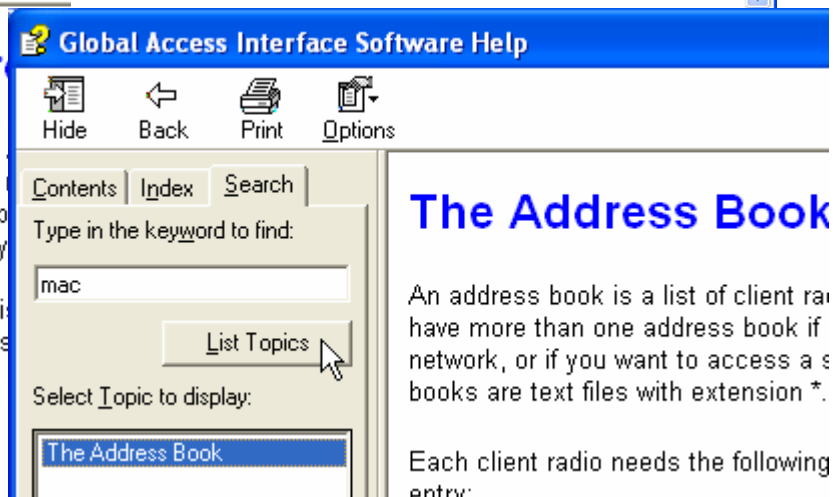 Global Access Interface Software Help
Hide Back Print Options
Contents Index Search
Type in the keyword to find:
mac
List Topics
Select Topic to display:
The Address Book
The Address Book
An address book is a list of client
have more than one address book if
network, or if you want to access a
books are text files with extension *.
Each client radio needs the following
entry: